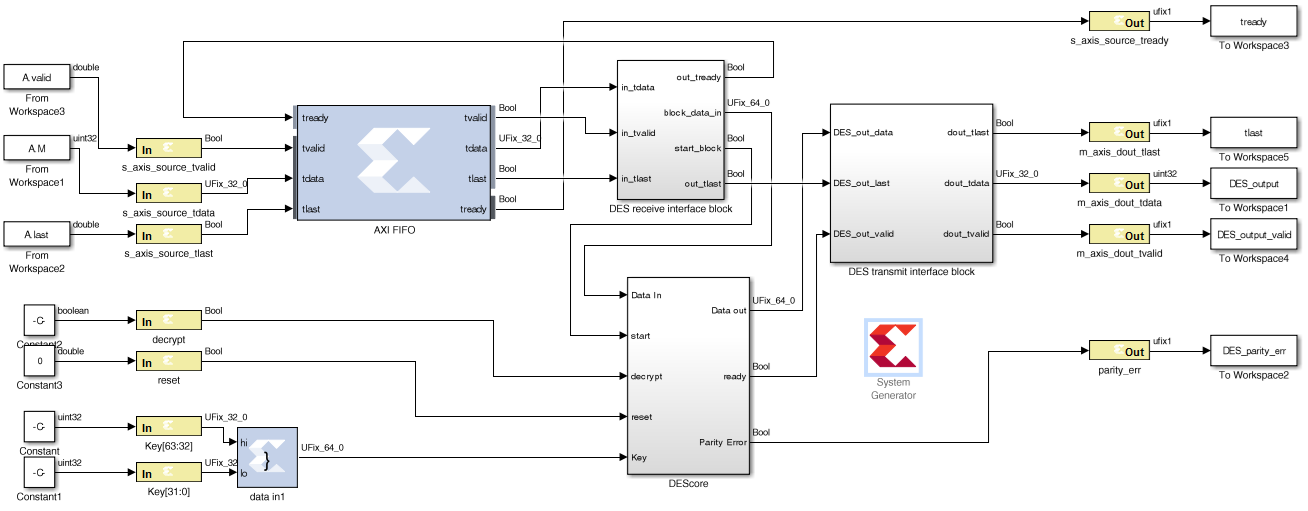 ufix1
Out
tready
s_axis_source_tready
To Workspace3
A.valid
double
From
Workspace3
A.M
uint32
From
Workspace1
A.last
double
From
Workspace2
In
Bool
s_axis_source_tvalid
In
UFix_32_0
s_axis_source_tdata
In
Bool
s_axis_source_tlast
tready
tvalid
tdata
tlast
tvalid
tdata
tlast
tready
AXI FIFO
Bool
UFix_32_0
Bool
Bool
in_tdata
in_tvalid
in_tlast
out_tready
block_data_in
start_block
out_tlast
DES receive interface block
Bool
UFix_64_0
Bool
Bool
DES_out_data
DES_out_last
DES_out_valid
dout_tlast
dout_tdata
dout_tvalid
DES transmit interface block
Bool
UFix_32_0
Bool
Out
ufix1
m_axis_dout_tlast
tlast
To Workspace5
Out
uint32
m_axis_dout_tdata
DES_output
To Workspace1
Out
ufix1
m_axis_dout_tvalid
DES_output_valid
To Workspace4
-C-
boolean
Constant2
In
Bool
decrypt
0
double
Constant3
In
Bool
reset
-C-
uint32
Constant
In
UFix_32_0
Key[63:32]
-C-
uint32
Constant1
In
UFix_32
Key[31:0]
hi
}
lo
data in1
UFix_64_0
Data In
start
decrypt
reset
Key
Data out
ready
Parity Error
DEScore
UFix_64_0
Bool
Bool
System
Generator
Out
ufix1
parity_err
DES_parity_err
To Workspace2